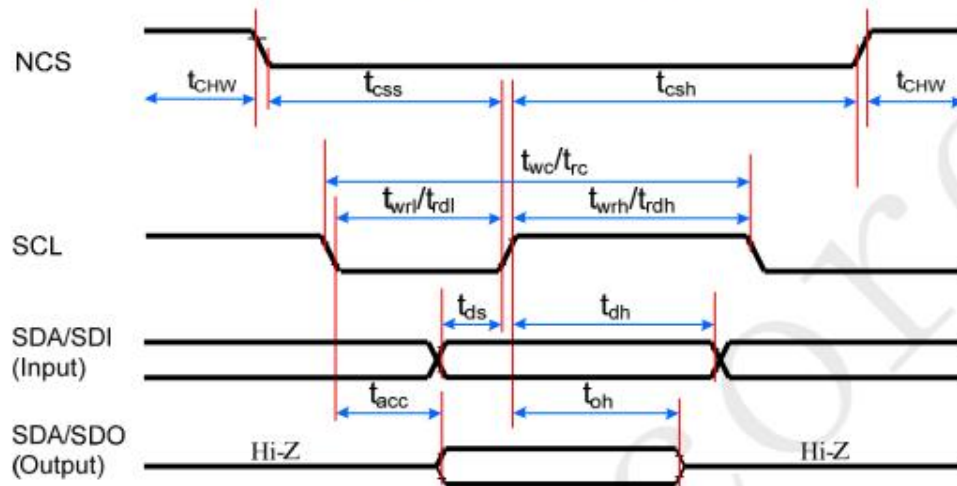 NCS
tCHW
tcss
tcsh
tCHW
twc/trc
twrl/trdl
twrh/trdh
SCL
tds
tdh
SDA/SDI
(Input)
tacc
toh
SDA/SDO
(Output)
Hi-Z
Hi-Z